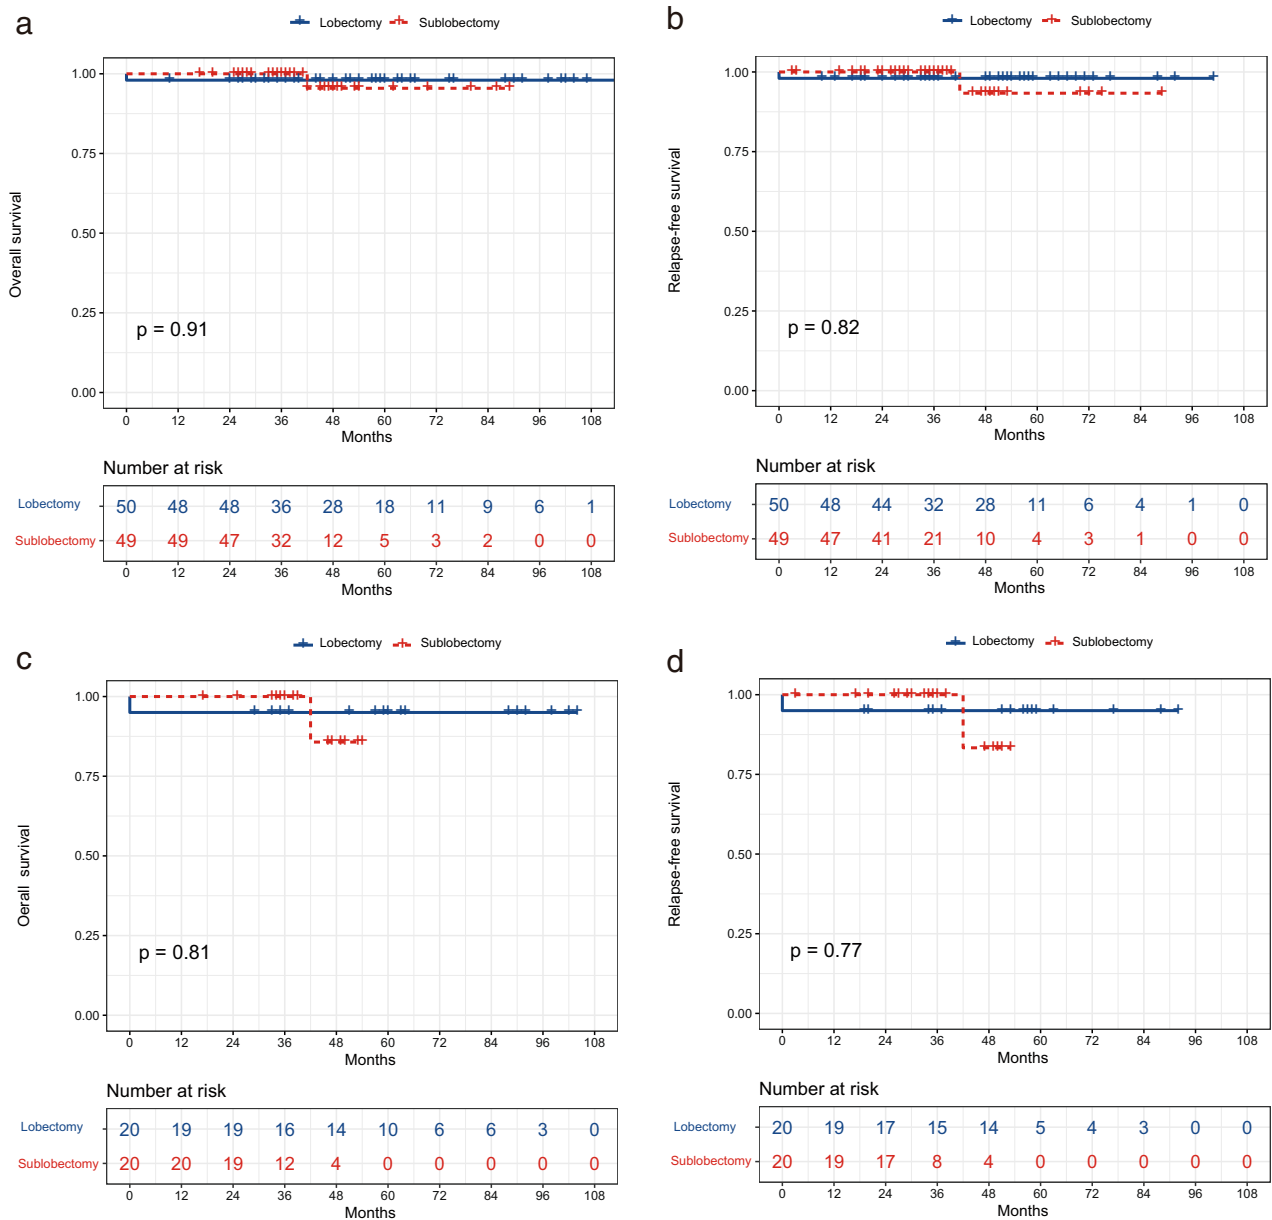 a
Lobectomy Sublobectomy
1.00
0.75
0.50
0.25
0.00
Overall survival
p = 0.91
0 12 24 36 48 60 72 84 96 108
Months
Number at risk
Lobectomy 50 48 48 36 28 18 11 9 6 1
Sublobectomy 49 49 47 32 12 5 3 2 0 0
0 12 24 36 48 60 72 84 96 108
Months
b
Lobectomy Sublobectomy
1.00
0.75
0.50
0.25
0.00
Relapse-free survival
p = 0.82
0 12 24 36 48 60 72 84 96 108
Months
Number at risk
Lobectomy 50 48 44 32 28 11 6 4 1 0
Sublobectomy 49 47 41 21 10 4 3 1 0 0
0 12 24 36 48 60 72 84 96 108
Months
c
Lobectomy Sublobectomy
1.00
0.75
0.50
0.25
0.00
Oerall survival
p = 0.81
0 12 24 36 48 60 72 84 96 108
Months
Number at risk
Lobectomy 20 19 19 16 14 10 6 6 3 0
Sublobectomy 20 20 19 12 4 0 0 0 0 0
0 12 24 36 48 60 72 84 96 108
Months
d
Lobectomy Sublobectomy
1.00
0.75
0.50
0.25
0.00
Relapse-free survival
p = 0.77
0 12 24 36 48 60 72 84 96 108
Months
Number at risk
Lobectomy 20 19 17 15 14 5 4 3 0 0
Sublobectomy 20 19 17 8 4 0 0 0 0 0
0 12 24 36 48 60 72 84 96 108
Months